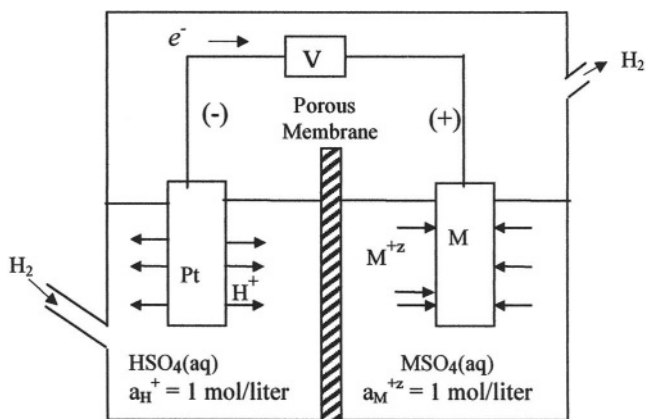 e⁻
V
H₂
(-)
Porous
Membrane
(+)
H₂
Pt
H⁺
M⁺ᶻ
M
HSO₄(aq)
a_H⁺ = 1 mol/liter
MSO₄(aq)
a_M⁺ᶻ = 1 mol/liter